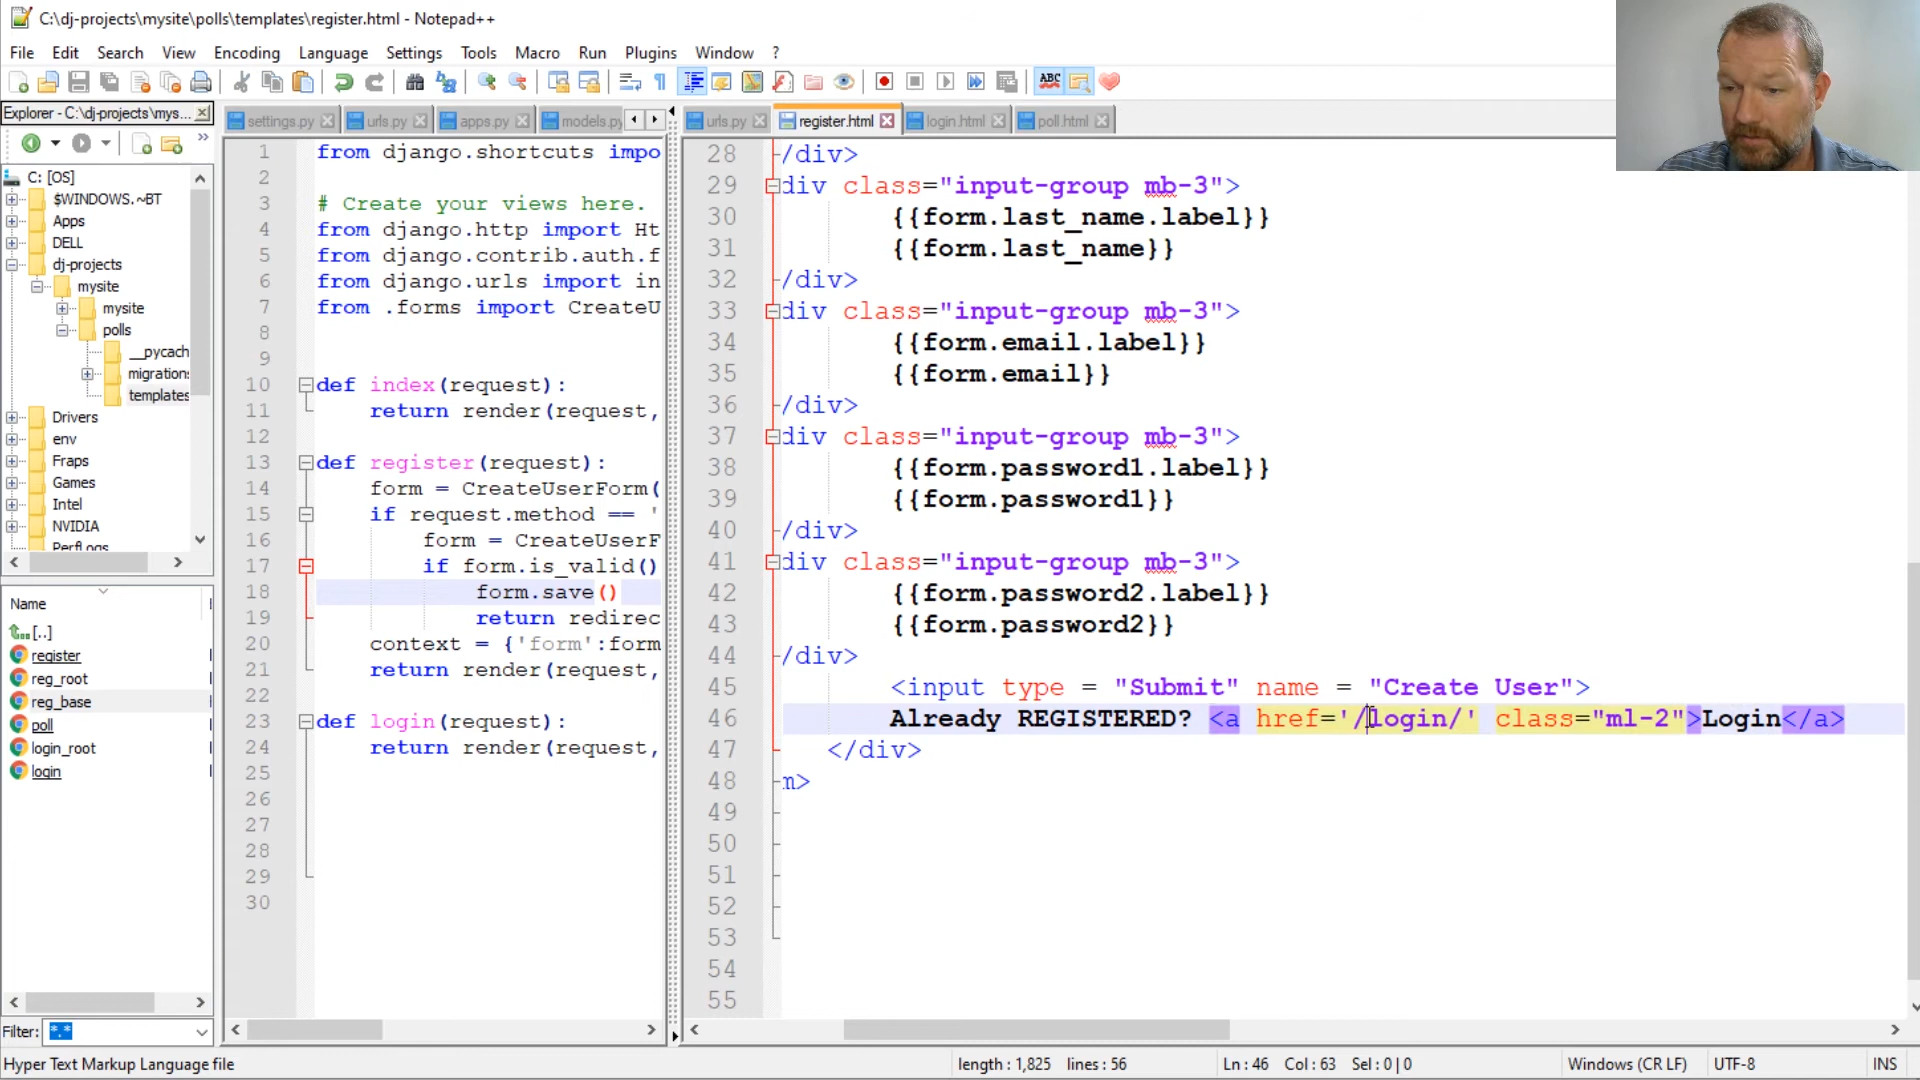 C:\dj-projects\mysite\polls\templates\register.html - Notepad++
File Edit Search View Encoding Language Settings Tools Macro Run Plugins Window ?
Explorer - C:\dj-projects\mys...
settings.py urls.py apps.py models.py
urls.py register.html login.html poll.html
C: [OS]
$WINDOWS.~BT
Apps
DELL
dj-projects
mysite
mysite
polls
__pycach
migrations
templates
Drivers
env
Fraps
Games
Intel
NVIDIA
PerfLogs
Name
[..]
register
reg_root
reg_base
poll
login_root
login
Filter: *.*
1 from django.shortcuts impo
2
3 # Create your views here.
4 from django.http import Ht
5 from django.contrib.auth.f
6 from django.urls import in
7 from .forms import CreateU
8
9
10 def index(request):
11 return render(request,
12
13 def register(request):
14 form = CreateUserForm(
15 if request.method == '
16 form = CreateUserF
17 if form.is_valid()
18 form.save()
19 return redirec
20 context = {'form':form
21 return render(request,
22
23 def login(request):
24 return render(request,
25
26
27
28
29
30
28 /div>
29 div class="input-group mb-3">
30 {{form.last_name.label}}
31 {{form.last_name}}
32 /div>
33 div class="input-group mb-3">
34 {{form.email.label}}
35 {{form.email}}
36 /div>
37 div class="input-group mb-3">
38 {{form.password1.label}}
39 {{form.password1}}
40 /div>
41 div class="input-group mb-3">
42 {{form.password2.label}}
43 {{form.password2}}
44 /div>
45 <input type = "Submit" name = "Create User">
46 Already REGISTERED? <a href='/login/' class="ml-2">Login</a>
47 </div>
48 m>
49
50
51
52
53
54
55
Hyper Text Markup Language file length : 1,825 lines : 56 Ln : 46 Col : 63 Sel : 0 | 0 Windows (CR LF) UTF-8 INS